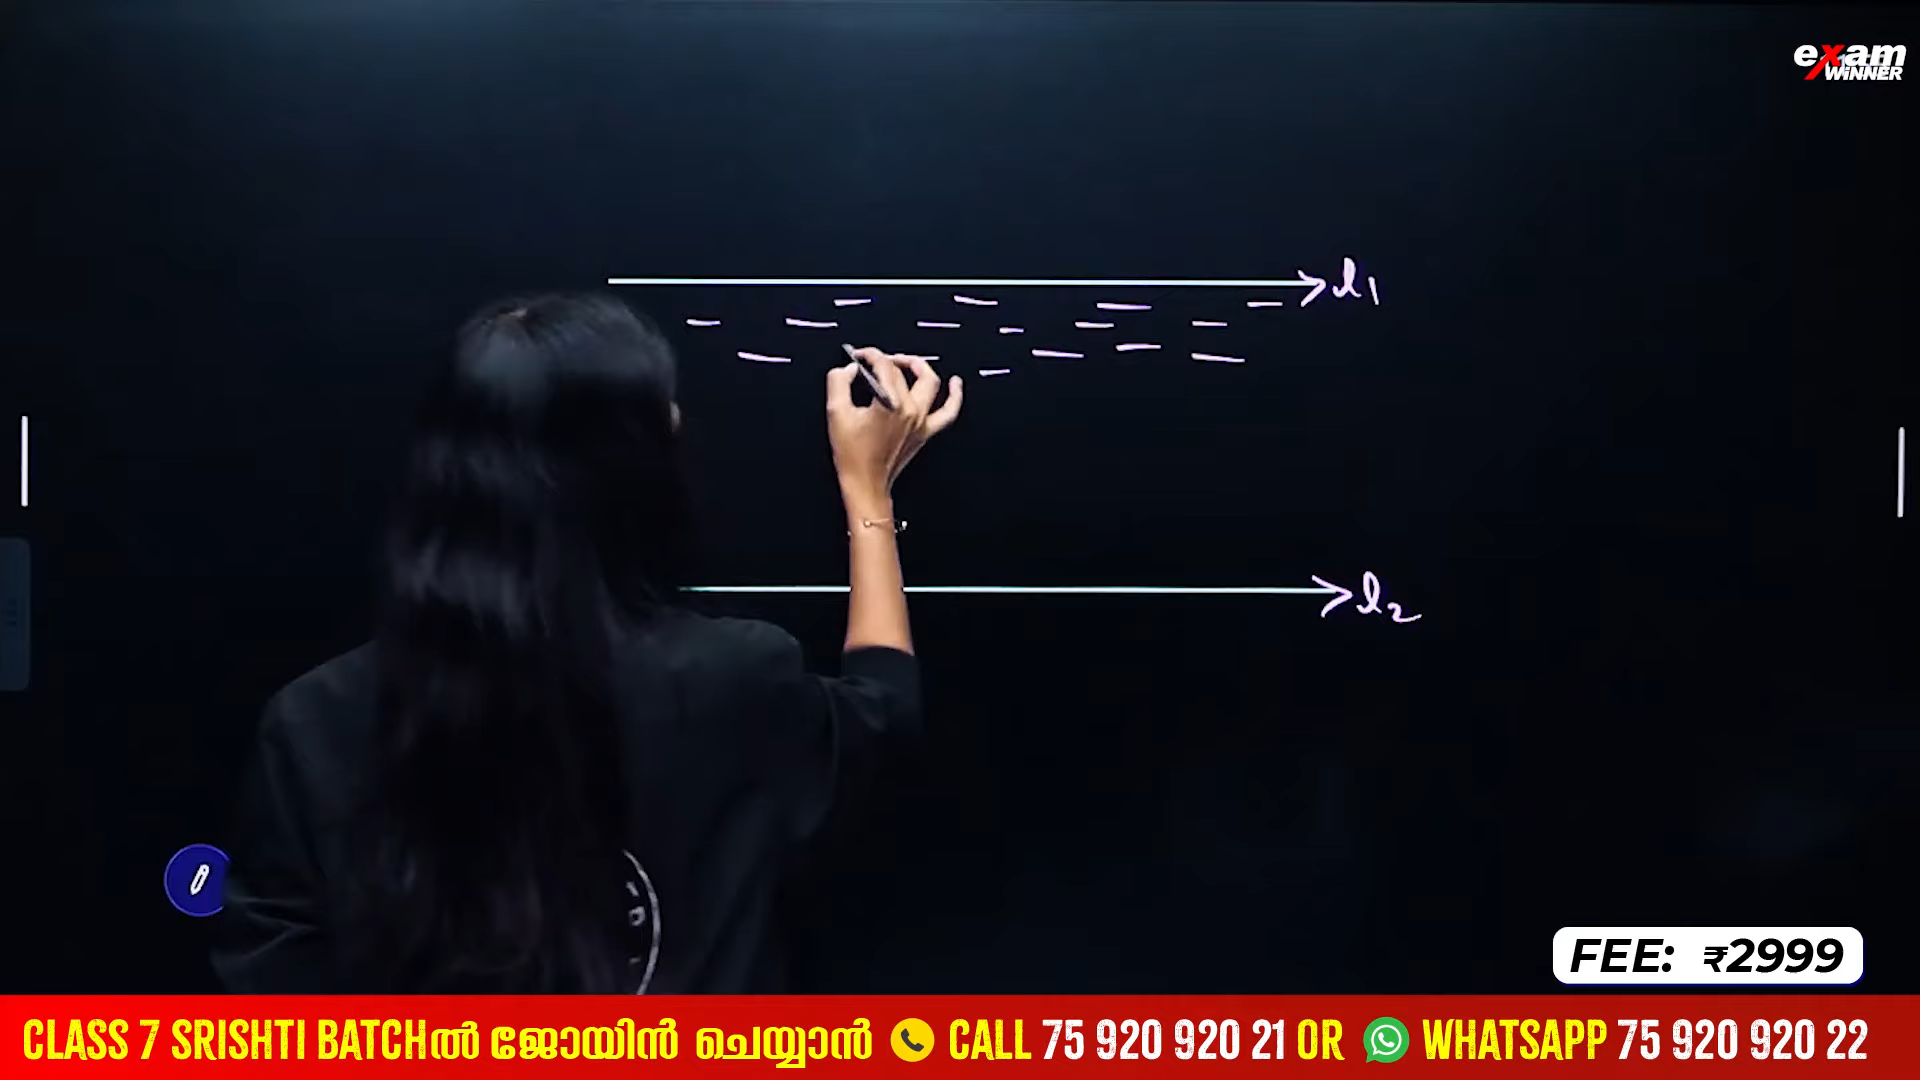 exam
WINNER
l1
l2
FEE: ₹2999
CLASS 7 SRISHTI BATCHൽ ജോയിൻ ചെയ്യാൻ CALL 75 920 920 21 OR WHATSAPP 75 920 920 22